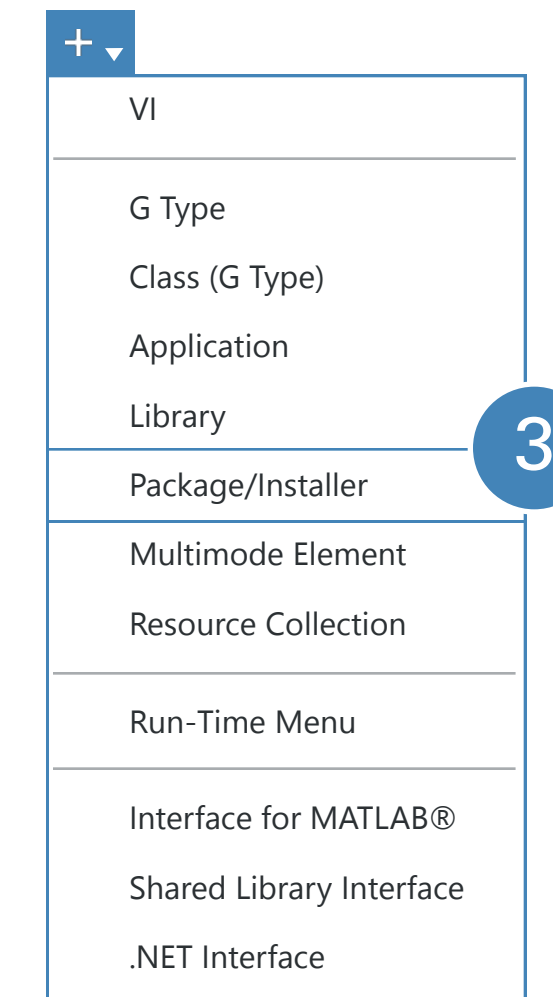 +
VI
G Type
Class (G Type)
Application
Library
3
Package/Installer
Multimode Element
Resource Collection
Run-Time Menu
Interface for MATLAB®
Shared Library Interface
.NET Interface